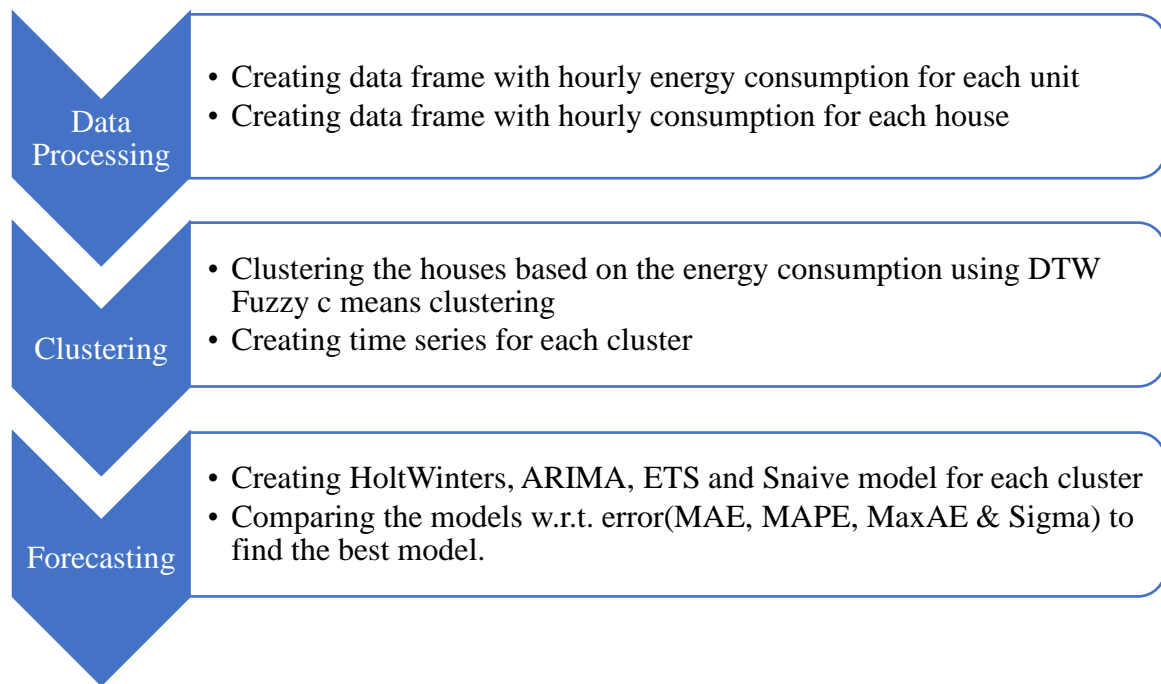 Data
Processing
• Creating data frame with hourly energy consumption for each unit
• Creating data frame with hourly consumption for each house
Clustering
• Clustering the houses based on the energy consumption using DTW
Fuzzy c means clustering
• Creating time series for each cluster
Forecasting
• Creating HoltWinters, ARIMA, ETS and Snaive model for each cluster
• Comparing the models w.r.t. error(MAE, MAPE, MaxAE & Sigma) to
find the best model.